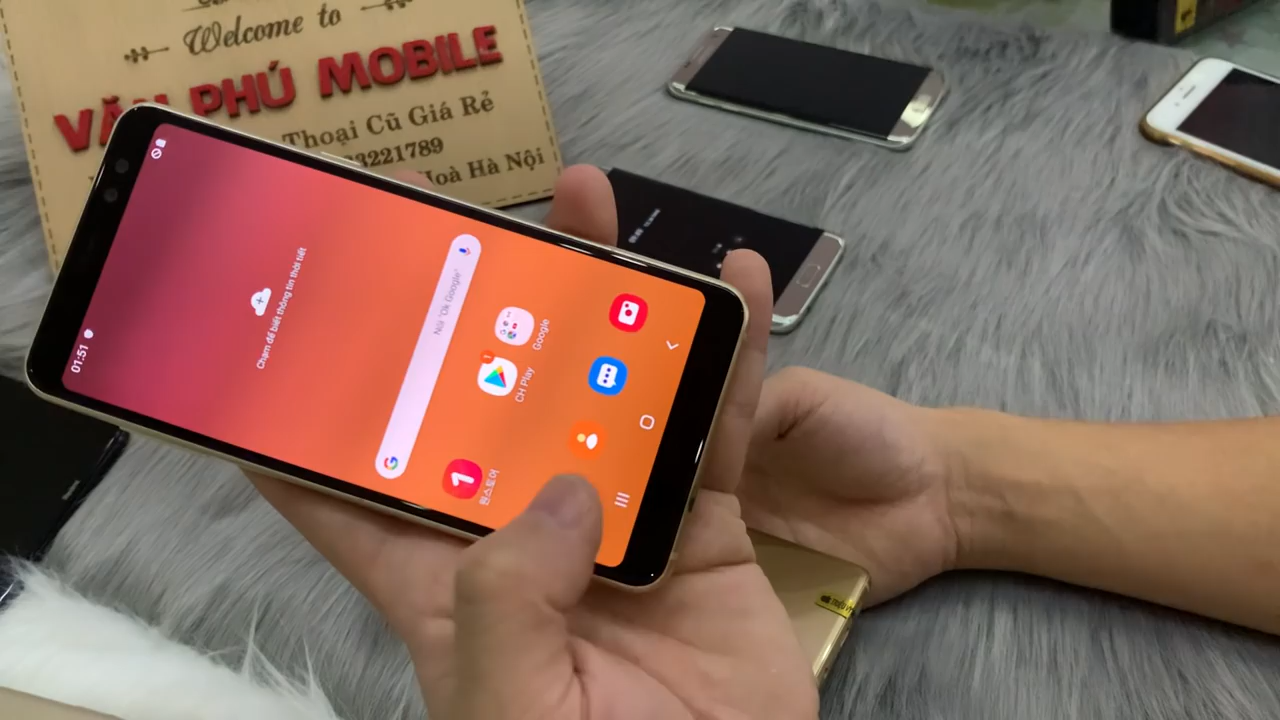 Welcome to
VĂN PHÚ MOBILE
Thoại Cũ Giá Rẻ
3221789
Hoà Hà Nội
01:51
Chạm để biết thông tin thời tiết
Nói "Ok Google"
Google
CH Play
1
원스토어